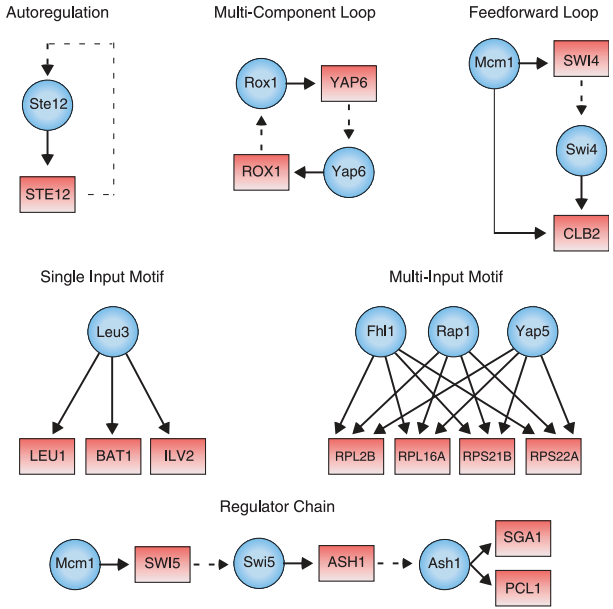 Autoregulation
Multi-Component Loop
Feedforward Loop
Ste12
STE12
Rox1
YAP6
ROX1
Yap6
Mcm1
SWI4
Swi4
CLB2
Single Input Motif
Multi-Input Motif
Leu3
LEU1
BAT1
ILV2
Fhl1
Rap1
Yap5
RPL2B
RPL16A
RPS21B
RPS22A
Regulator Chain
Mcm1
SWI5
Swi5
ASH1
Ash1
SGA1
PCL1